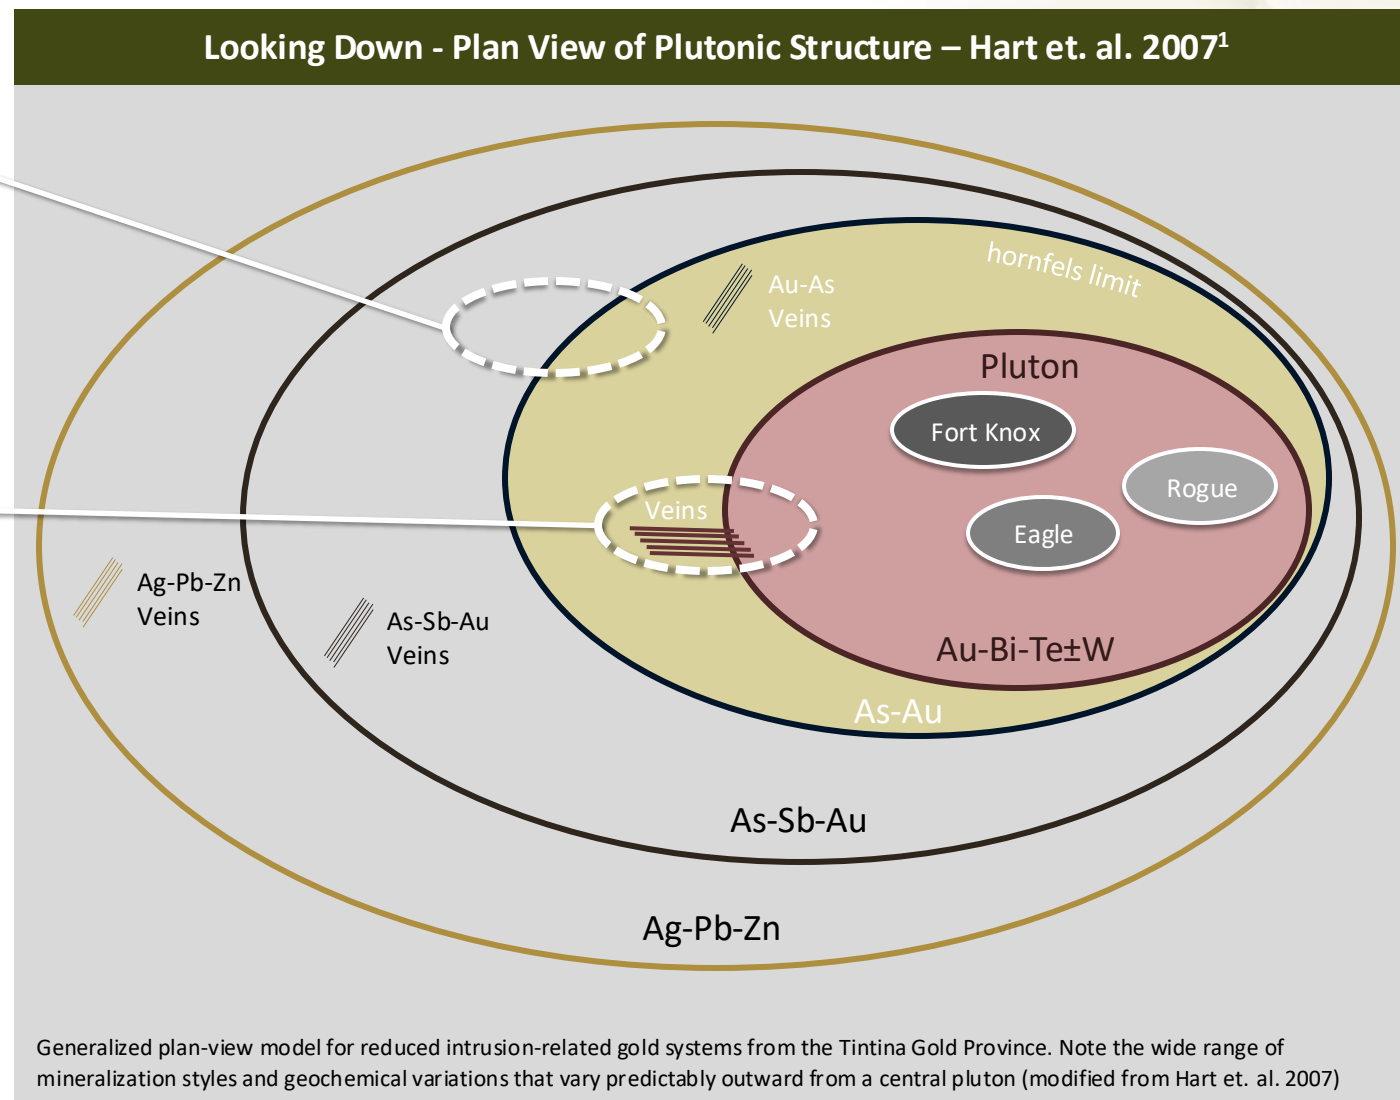 Looking Down - Plan View of Plutonic Structure – Hart et. al. 2007¹
hornfels limit
Au-As
Veins
Pluton
Fort Knox
Rogue
Veins
Eagle
Ag-Pb-Zn
Veins
As-Sb-Au
Veins
Au-Bi-Te±W
As-Au
As-Sb-Au
Ag-Pb-Zn
Generalized plan-view model for reduced intrusion-related gold systems from the Tintina Gold Province. Note the wide range of
mineralization styles and geochemical variations that vary predictably outward from a central pluton (modified from Hart et. al. 2007)